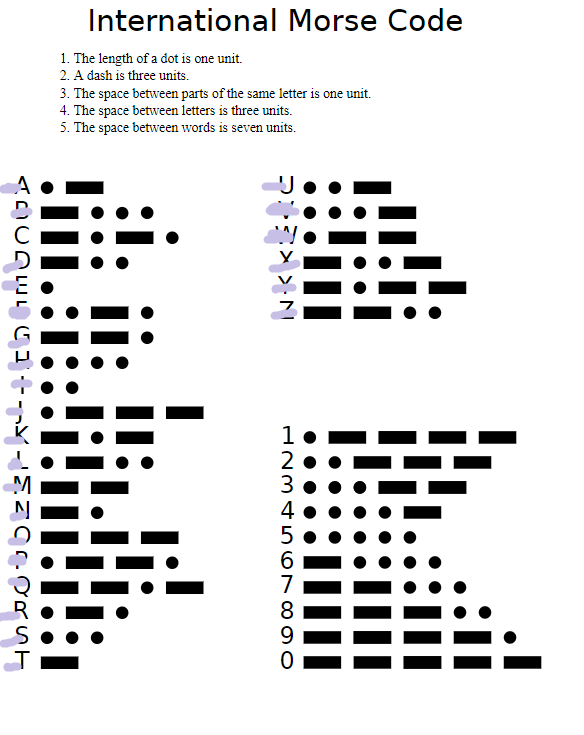 International Morse Code
1. The length of a dot is one unit.
2. A dash is three units.
3. The space between parts of the same letter is one unit.
4. The space between letters is three units.
5. The space between words is seven units.
A
B
C
D
E
F
G
H
I
J
K
L
M
N
O
P
Q
R
S
T
U
V
W
X
Y
Z
1
2
3
4
5
6
7
8
9
0